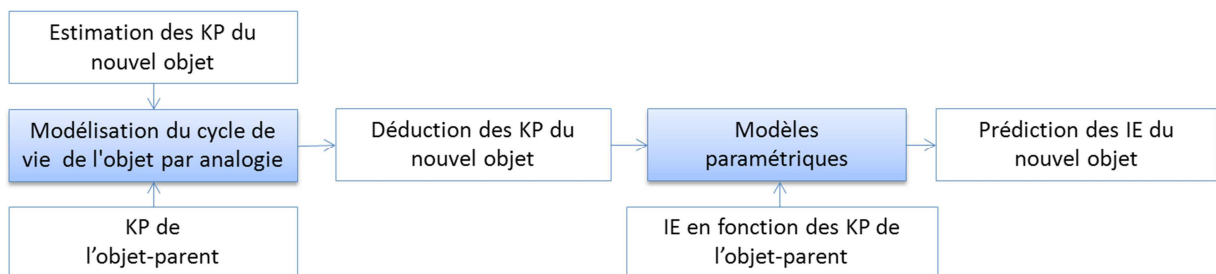 Estimation des KP du
nouvel objet
Modélisation du cycle de
vie de l'objet par analogie
Déduction des KP du
nouvel objet
Modèles
paramétriques
Prédiction des IE du
nouvel objet
KP de
l’objet-parent
IE en fonction des KP de
l’objet-parent